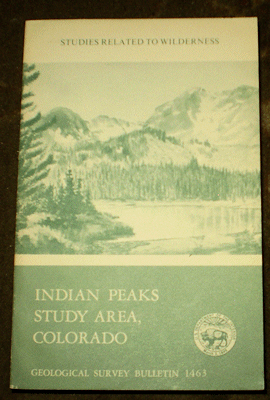 STUDIES RELATED TO WILDERNESS
INDIAN PEAKS
STUDY AREA,
COLORADO
GEOLOGICAL SURVEY BULLETIN 1463